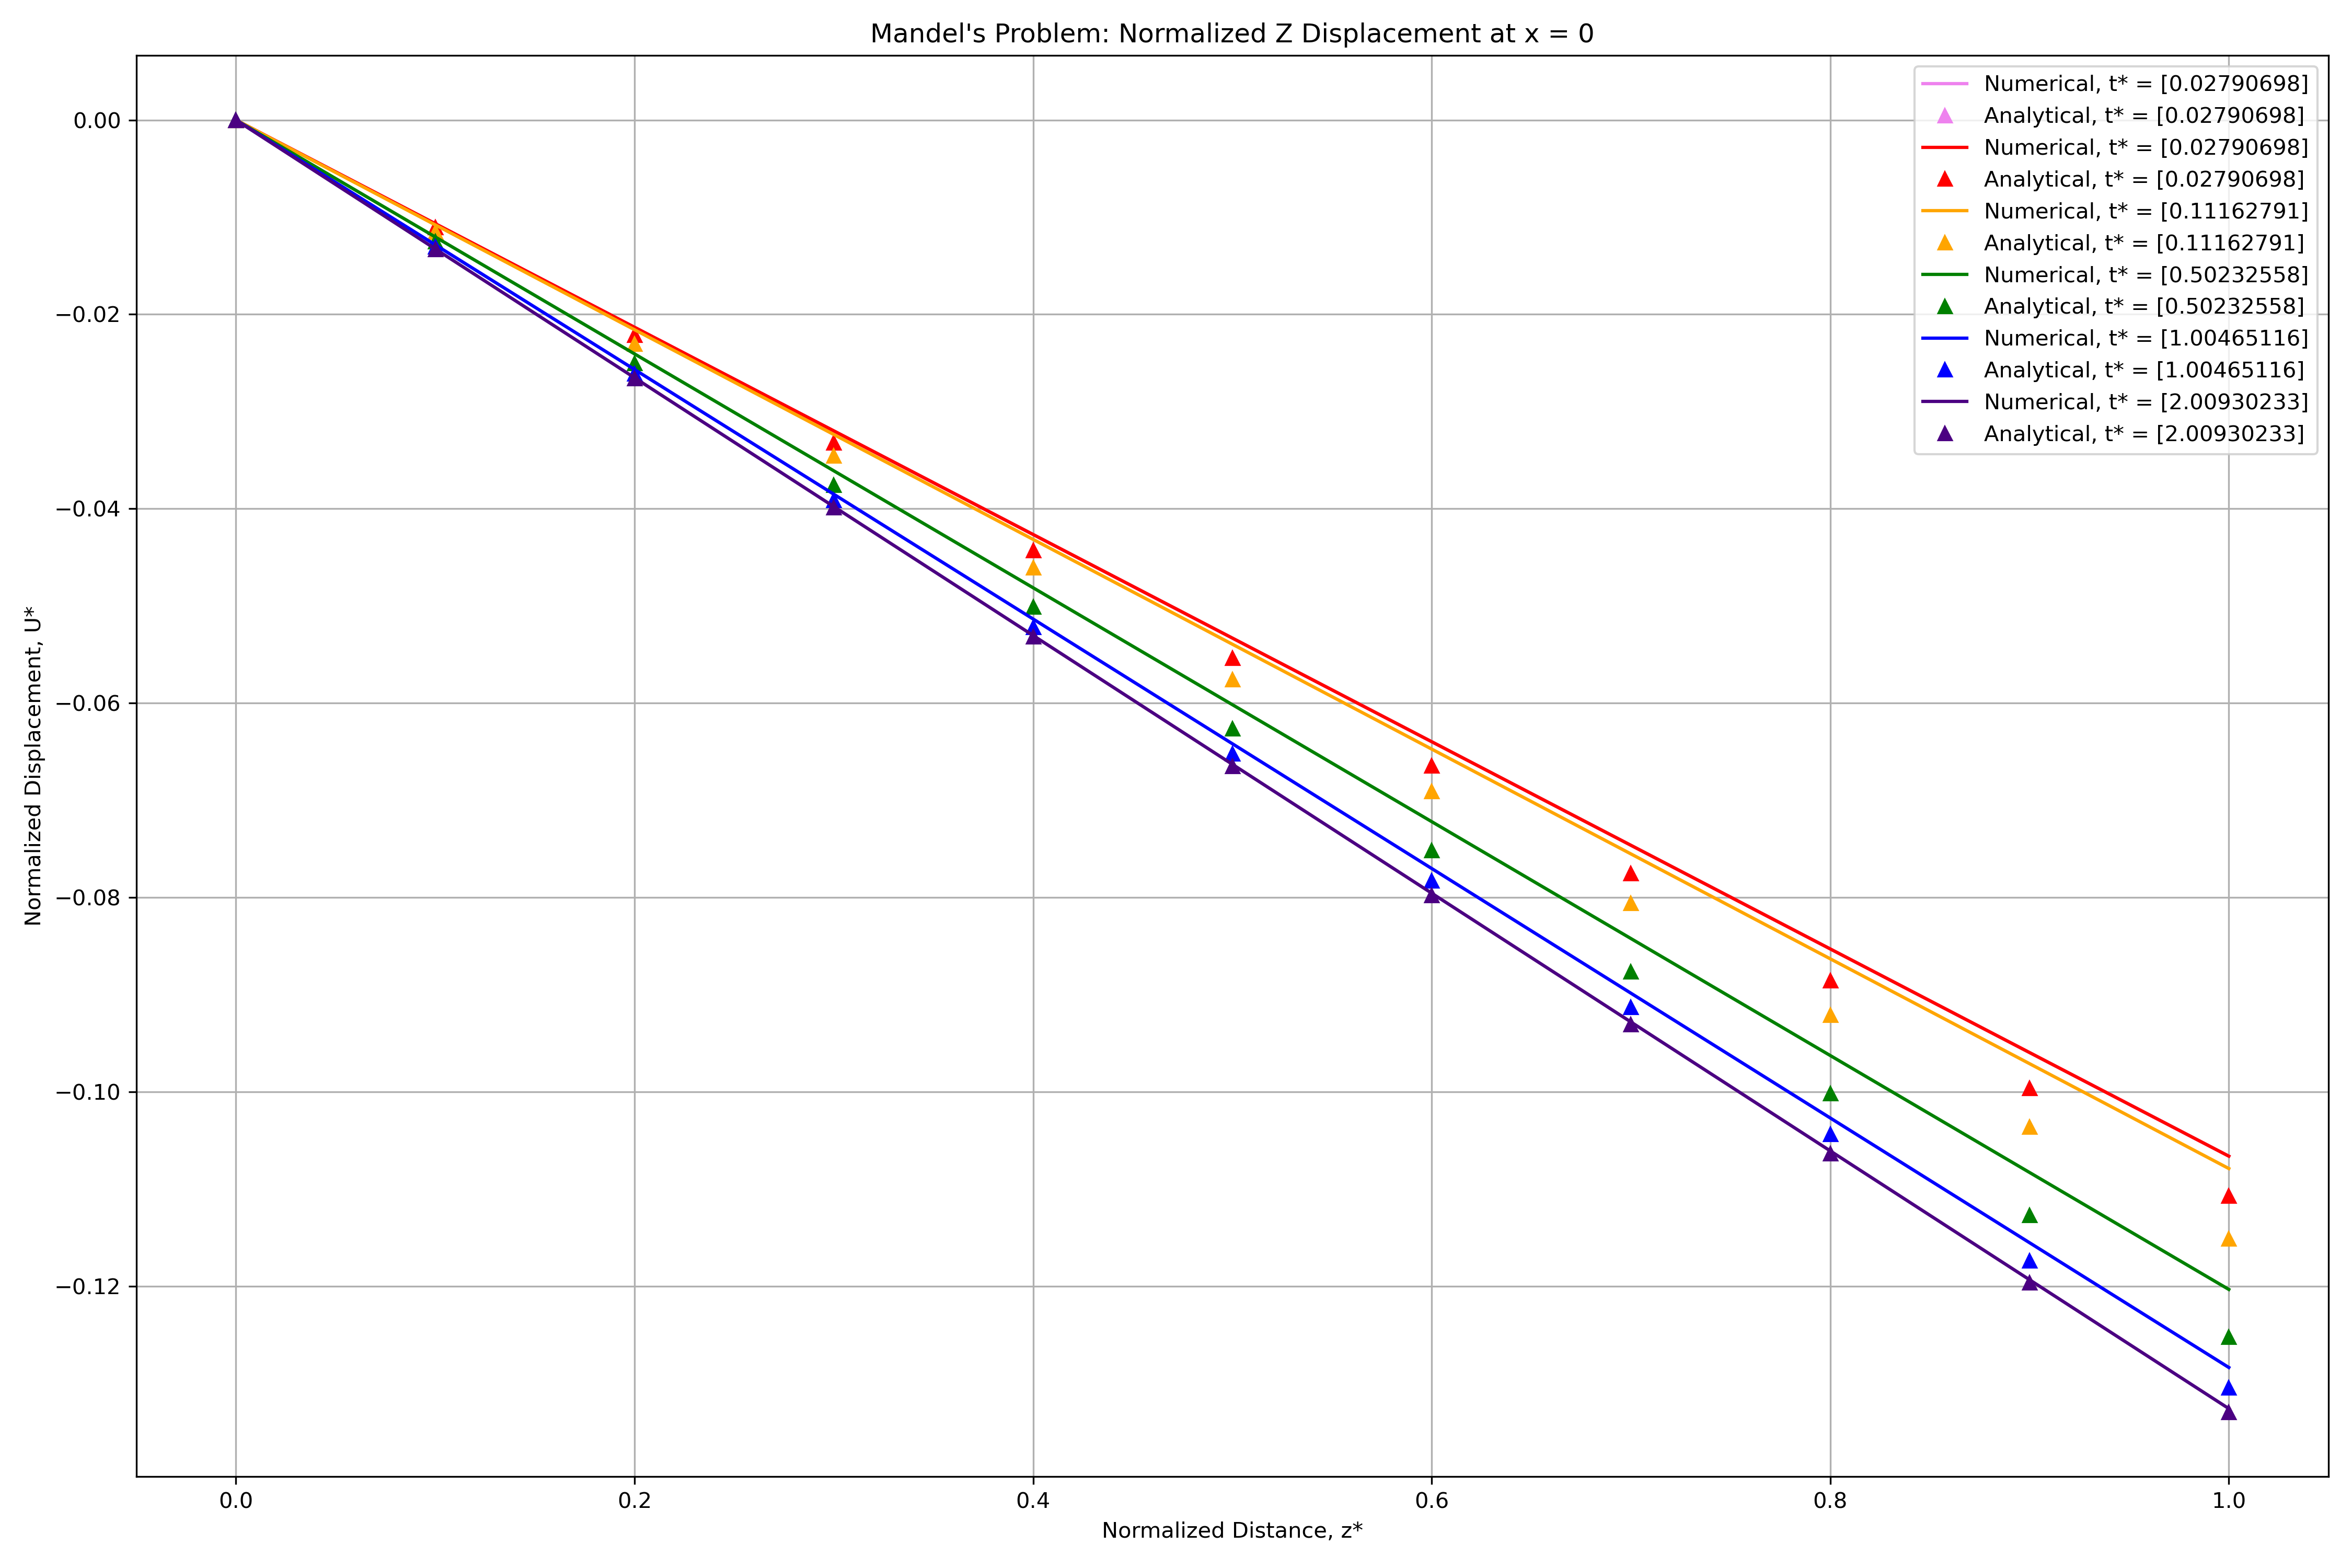 Mandel's Problem: Normalized Z Displacement at x = 0
Numerical, t* = [0.02790698]
Analytical, t* = [0.02790698]
Numerical, t* = [0.02790698]
Analytical, t* = [0.02790698]
Numerical, t* = [0.11162791]
Analytical, t* = [0.11162791]
Numerical, t* = [0.50232558]
Analytical, t* = [0.50232558]
Numerical, t* = [1.00465116]
Analytical, t* = [1.00465116]
Numerical, t* = [2.00930233]
Analytical, t* = [2.00930233]
Normalized Displacement, U*
0.00
−0.02
−0.04
−0.06
−0.08
−0.10
−0.12
0.0 0.2 0.4 0.6 0.8 1.0
Normalized Distance, z*